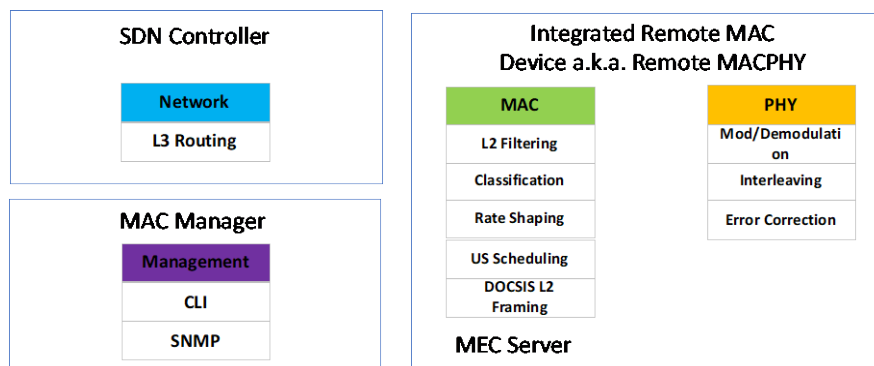 SDN Controller
Network
L3 Routing
MAC Manager
Management
CLI
SNMP
Integrated Remote MAC
Device a.k.a. Remote MACPHY
MAC
L2 Filtering
Classification
Rate Shaping
US Scheduling
DOCSIS L2
Framing
PHY
Mod/Demodulati
on
Interleaving
Error Correction
MEC Server